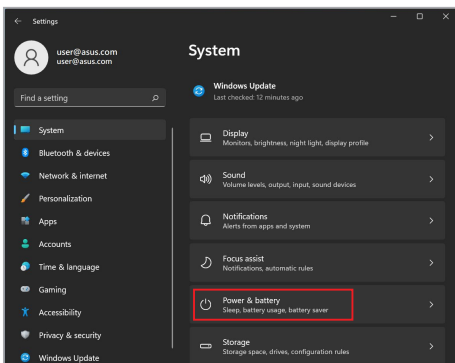 Settings
user@asus.com
user@asus.com
Find a setting
System
Bluetooth & devices
Network & internet
Personalization
Apps
Accounts
Time & language
Gaming
Accessibility
Privacy & security
Windows Update
System
Windows Update
Last checked: 12 minutes ago
Display
Monitors, brightness, night light, display profile
Sound
Volume levels, output, input, sound devices
Notifications
Alerts from apps and system
Focus assist
Notifications, automatic rules
Power & battery
Sleep, battery usage, battery saver
Storage
Storage space, drives, configuration rules